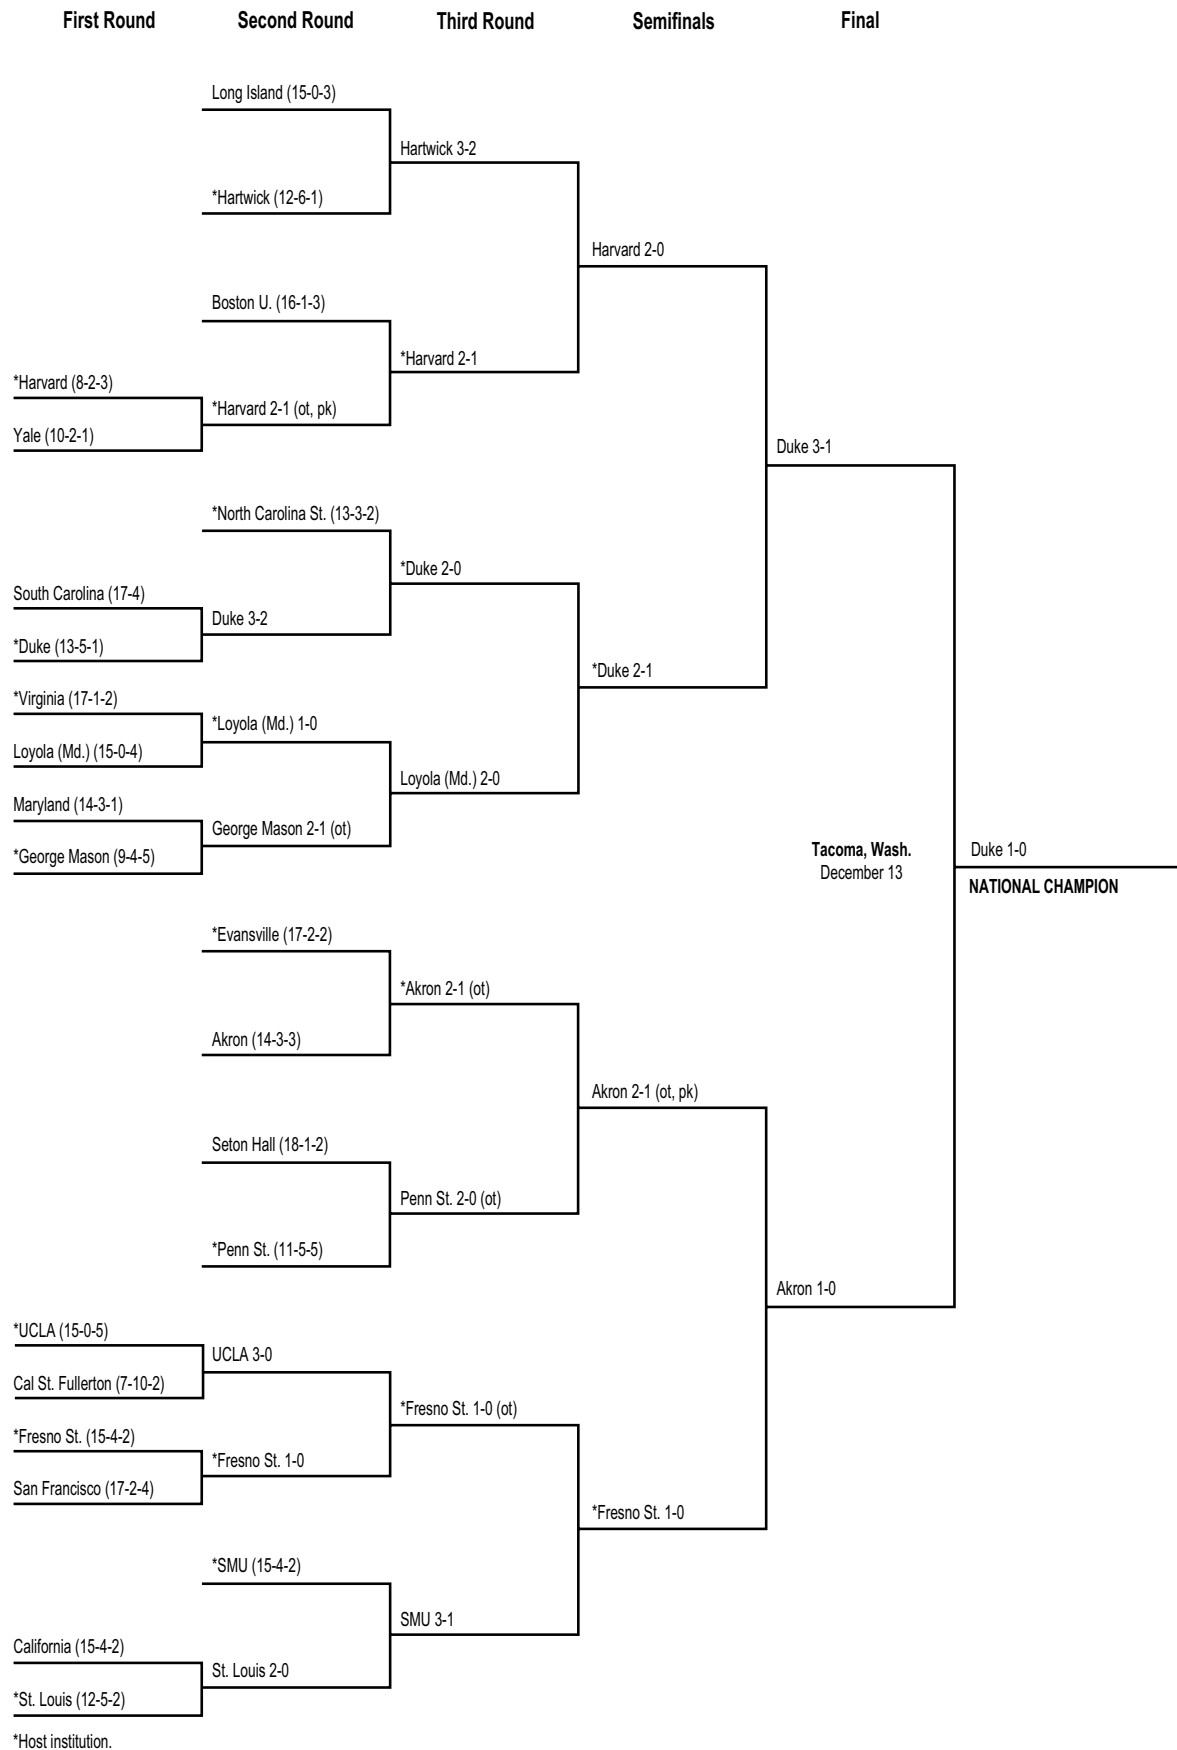 First Round Second Round Third Round Semifinals Final
Long Island (15-0-3)
Hartwick 3-2
*Hartwick (12-6-1)
Harvard 2-0
Boston U. (16-1-3)
*Harvard 2-1
*Harvard (8-2-3)
*Harvard 2-1 (ot, pk)
Yale (10-2-1)
Duke 3-1
*North Carolina St. (13-3-2)
*Duke 2-0
South Carolina (17-4)
Duke 3-2
*Duke (13-5-1)
*Duke 2-1
*Virginia (17-1-2)
*Loyola (Md.) 1-0
Loyola (Md.) (15-0-4)
Loyola (Md.) 2-0
Maryland (14-3-1)
George Mason 2-1 (ot)
*George Mason (9-4-5)
Tacoma, Wash.
December 13
Duke 1-0
NATIONAL CHAMPION
*Evansville (17-2-2)
*Akron 2-1 (ot)
Akron (14-3-3)
Akron 2-1 (ot, pk)
Seton Hall (18-1-2)
Penn St. 2-0 (ot)
*Penn St. (11-5-5)
Akron 1-0
*UCLA (15-0-5)
UCLA 3-0
Cal St. Fullerton (7-10-2)
*Fresno St. 1-0 (ot)
*Fresno St. (15-4-2)
*Fresno St. 1-0
San Francisco (17-2-4)
*Fresno St. 1-0
*SMU (15-4-2)
SMU 3-1
California (15-4-2)
St. Louis 2-0
*St. Louis (12-5-2)
*Host institution.